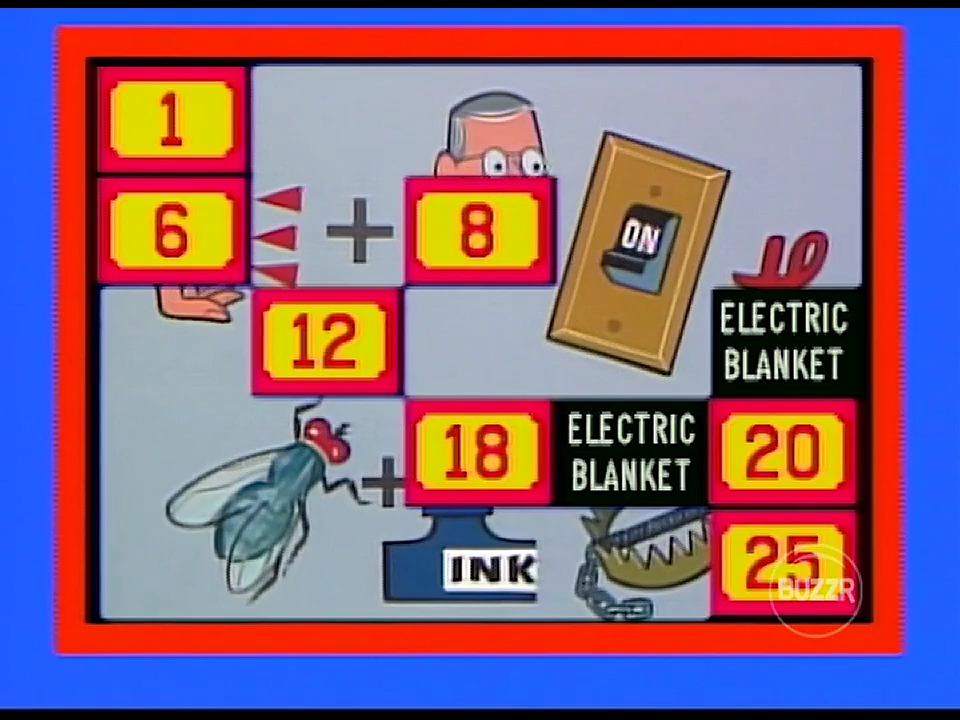 1
6
+
8
ON
12
ELECTRIC
BLANKET
+
18
ELECTRIC
BLANKET
20
INK
25
BUZZR